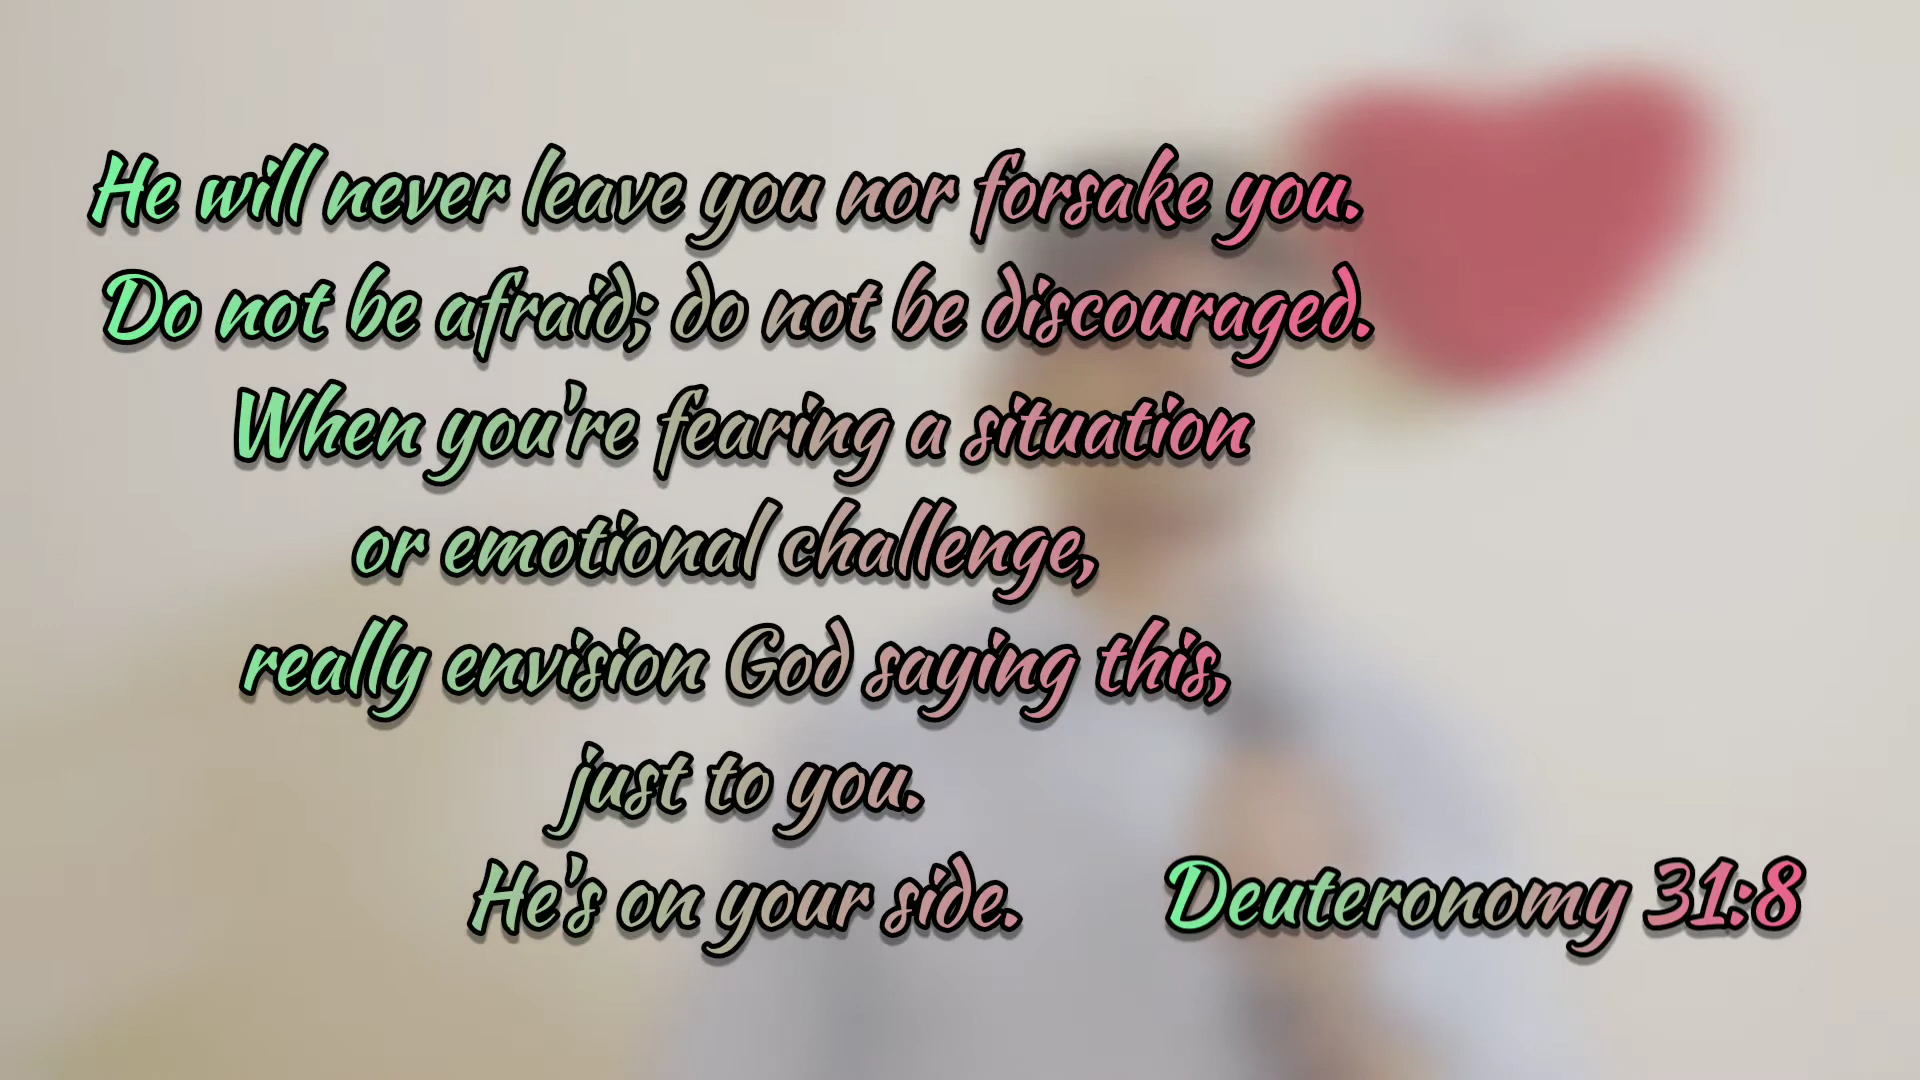 He will never leave you nor forsake you.
Do not be afraid; do not be discouraged.
When you're fearing a situation
or emotional challenge,
really envision God saying this,
just to you.
He's on your side.
Deuteronomy 31:8